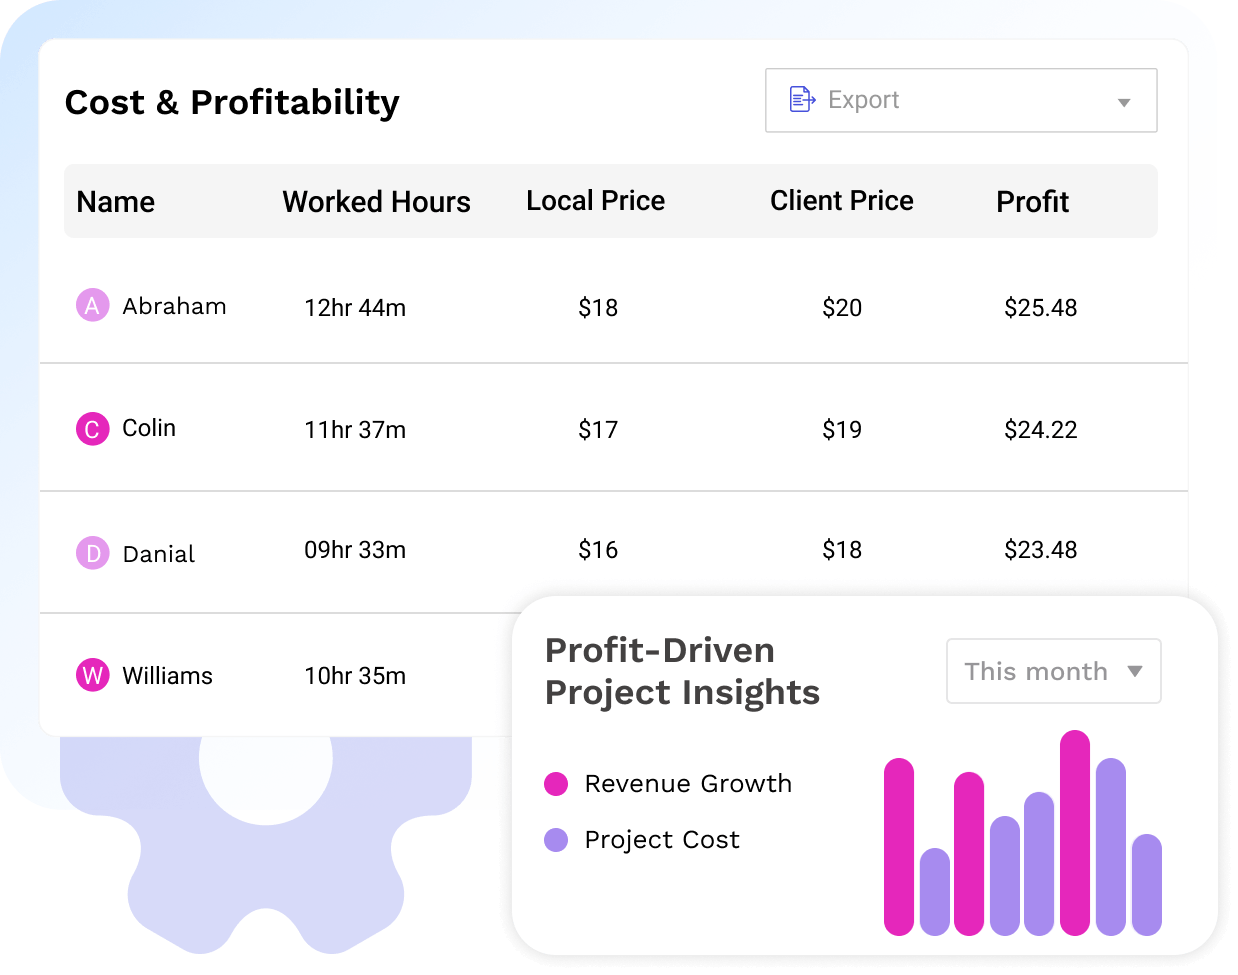 Cost & Profitability
Export
Name Worked Hours Local Price Client Price Profit
A Abraham 12hr 44m $18 $20 $25.48
C Colin 11hr 37m $17 $19 $24.22
D Danial 09hr 33m $16 $18 $23.48
W Williams 10hr 35m
Profit-Driven
Project Insights
This month
Revenue Growth
Project Cost